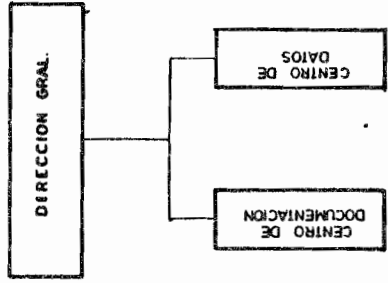 DIRECCION GRAL.
CENTRO DE
DATOS
CENTRO DE
DOCUMENTACION